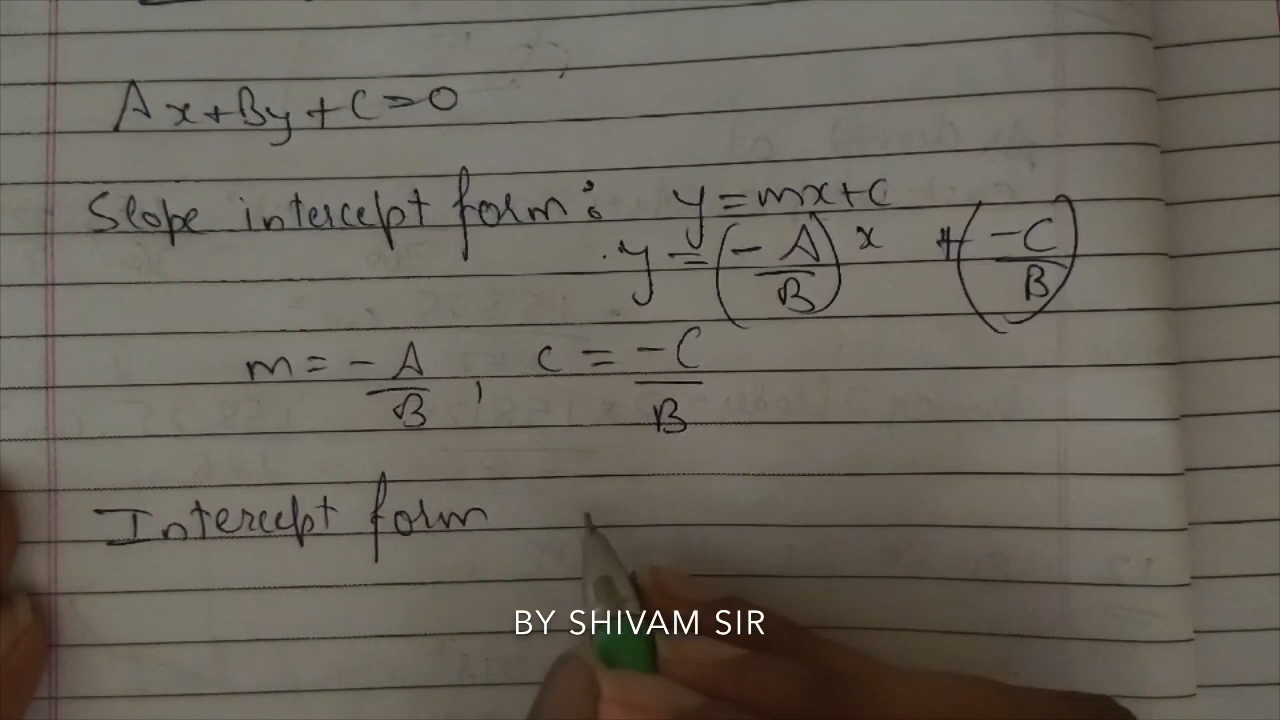 Ax+By+C=0
Slope intercept form: y=mx+c
y=(-A/B)x +(-C/B)
m=-A/B, c=-C/B
Intercept form
BY SHIVAM SIR